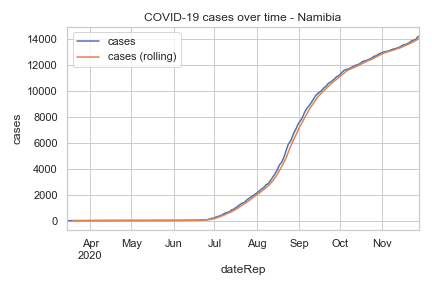 COVID-19 cases over time - Namibia
cases
cases (rolling)
14000
12000
10000
8000
6000
4000
2000
0
cases
Apr May Jun Jul Aug Sep Oct Nov
2020
dateRep